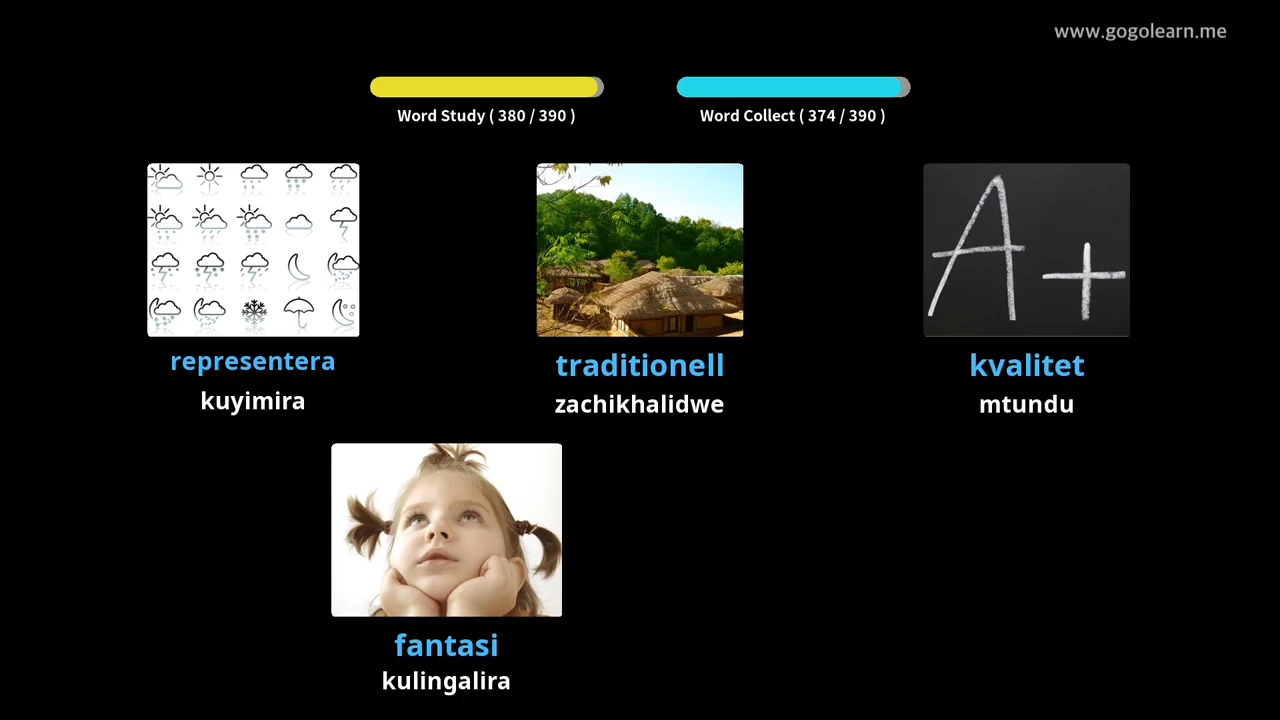 www.gogolearn.me
Word Study ( 380 / 390 )
Word Collect ( 374 / 390 )
A+
representera
traditionell
kvalitet
kuyimira
zachikhalidwe
mtundu
fantasi
kulingalira